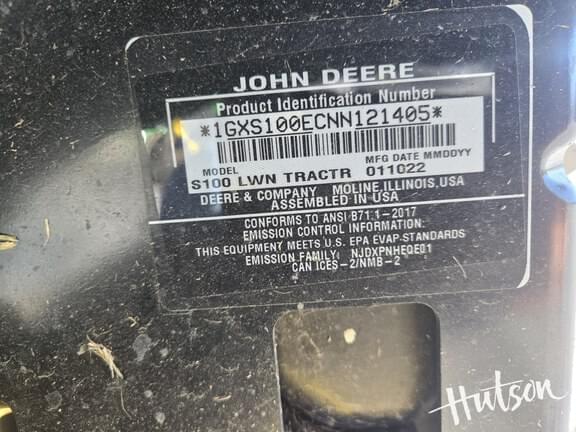 JOHN DEERE
Product Identification Number
*1GXS100ECNN121405*
MODEL MFG DATE MMDDYY
S100 LWN TRACTR 011022
DEERE & COMPANY MOLINE, ILLINOIS, USA
ASSEMBLED IN USA
CONFORMS TO ANSI B71.1-2017
EMISSION CONTROL INFORMATION:
THIS EQUIPMENT MEETS U.S. EPA EVAP STANDARDS
EMISSION FAMILY: NJDXPNHEQE01
CAN ICES-2/NMB-2
Hutson